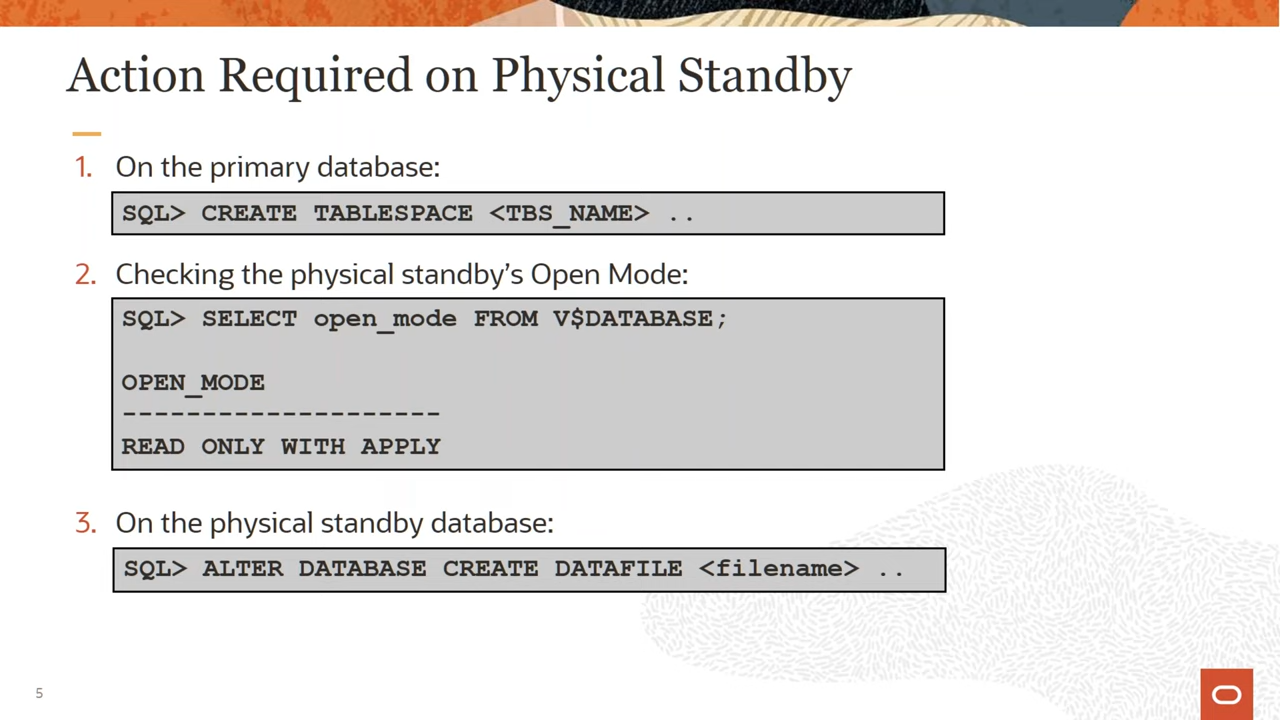 Action Required on Physical Standby
1. On the primary database:
SQL> CREATE TABLESPACE <TBS_NAME> ..
2. Checking the physical standby’s Open Mode:
SQL> SELECT open_mode FROM V$DATABASE;
OPEN_MODE
--------------------
READ ONLY WITH APPLY
3. On the physical standby database:
SQL> ALTER DATABASE CREATE DATAFILE <filename> ..
5